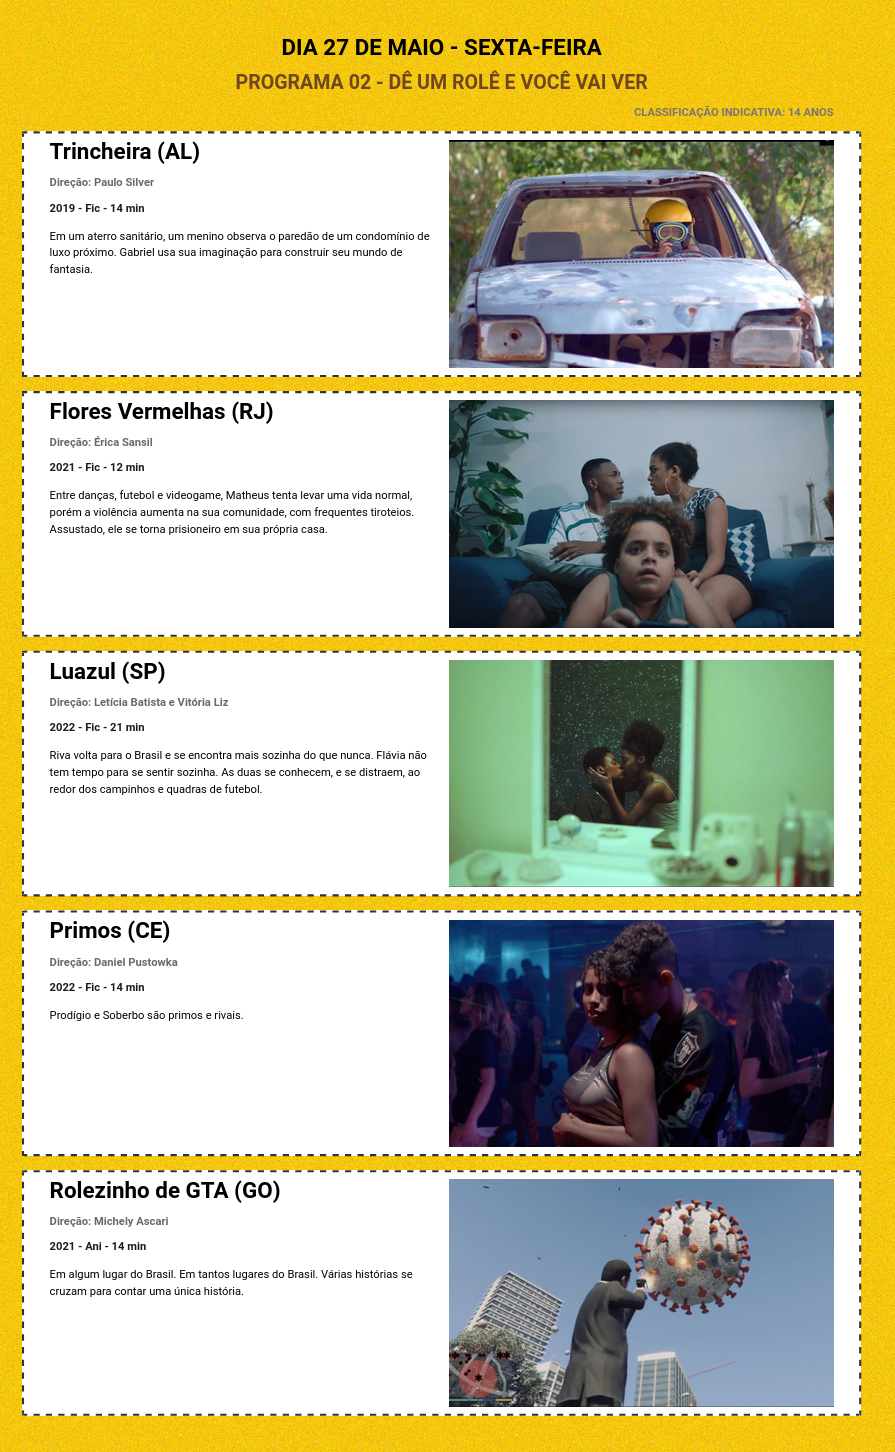 DIA 27 DE MAIO - SEXTA-FEIRA
PROGRAMA 02 - DÊ UM ROLÊ E VOCÊ VAI VER
CLASSIFICAÇÃO INDICATIVA: 14 ANOS
Trincheira (AL)
Direção: Paulo Silver
2019 - Fic - 14 min
Em um aterro sanitário, um menino observa o paredão de um condomínio de
luxo próximo. Gabriel usa sua imaginação para construir seu mundo de
fantasia.
Flores Vermelhas (RJ)
Direção: Érica Sansil
2021 - Fic - 12 min
Entre danças, futebol e videogame, Matheus tenta levar uma vida normal,
porém a violência aumenta na sua comunidade, com frequentes tiroteios.
Assustado, ele se torna prisioneiro em sua própria casa.
Luazul (SP)
Direção: Letícia Batista e Vitória Liz
2022 - Fic - 21 min
Riva volta para o Brasil e se encontra mais sozinha do que nunca. Flávia não
tem tempo para se sentir sozinha. As duas se conhecem, e se distraem, ao
redor dos campinhos e quadras de futebol.
Primos (CE)
Direção: Daniel Pustowka
2022 - Fic - 14 min
Prodígio e Soberbo são primos e rivais.
Rolezinho de GTA (GO)
Direção: Michely Ascari
2021 - Ani - 14 min
Em algum lugar do Brasil. Em tantos lugares do Brasil. Várias histórias se
cruzam para contar uma única história.